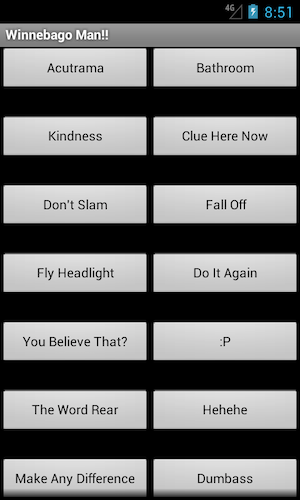 4G 8:51
Winnebago Man!!
Acutrama Bathroom
Kindness Clue Here Now
Don't Slam Fall Off
Fly Headlight Do It Again
You Believe That? :P
The Word Rear Hehehe
Make Any Difference Dumbass